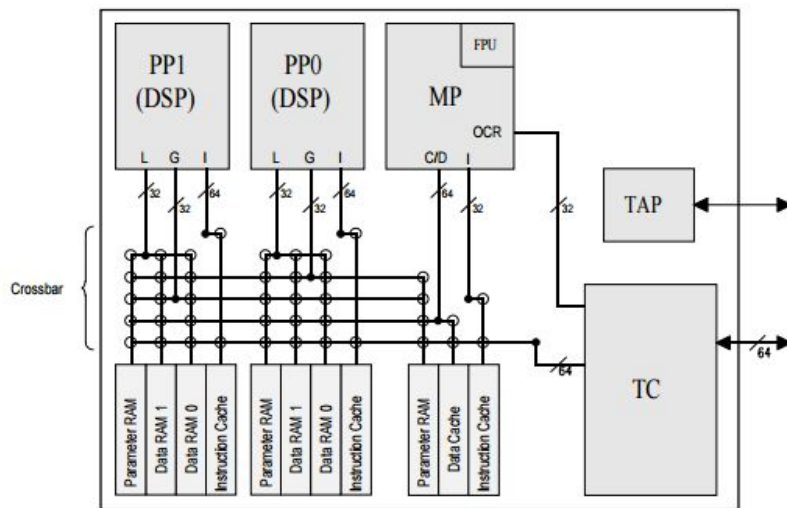 PP1
(DSP)
PP0
(DSP)
FPU
MP
OCR
L G I
L G I
C/D I
32
32
64
32
32
64
64
32
32
TAP
Crossbar
64
64
TC
Parameter RAM
Data RAM 1
Data RAM 0
Instruction Cache
Parameter RAM
Data RAM 1
Data RAM 0
Instruction Cache
Parameter RAM
Data Cache
Instruction Cache